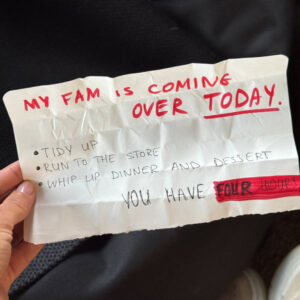 MY FAM IS COMING
OVER TODAY.
• TIDY UP
• RUN TO THE STORE
• WHIP UP DINNER AND DESSERT
YOU HAVE FOUR HOURS